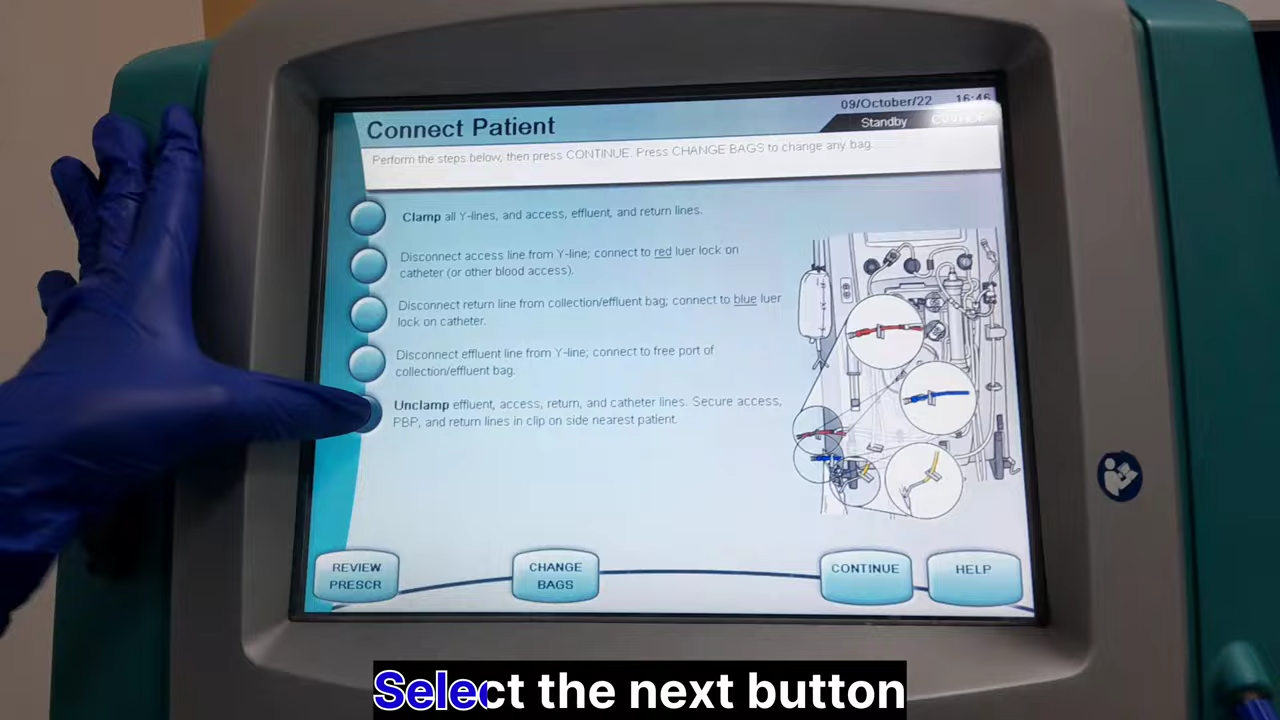 09/October/22 16:46
Connect Patient
Standby
Perform the steps below, then press CONTINUE. Press CHANGE BAGS to change any bag.
Clamp all Y-lines, and access, effluent, and return lines.
Disconnect access line from Y-line; connect to red luer lock on
catheter (or other blood access).
Disconnect return line from collection/effluent bag; connect to blue luer
lock on catheter.
Disconnect effluent line from Y-line; connect to free port of
collection/effluent bag.
Unclamp effluent, access, return, and catheter lines. Secure access,
PBP, and return lines in clip on side nearest patient.
REVIEW
PRESCR
CHANGE
BAGS
CONTINUE
HELP
Select the next button